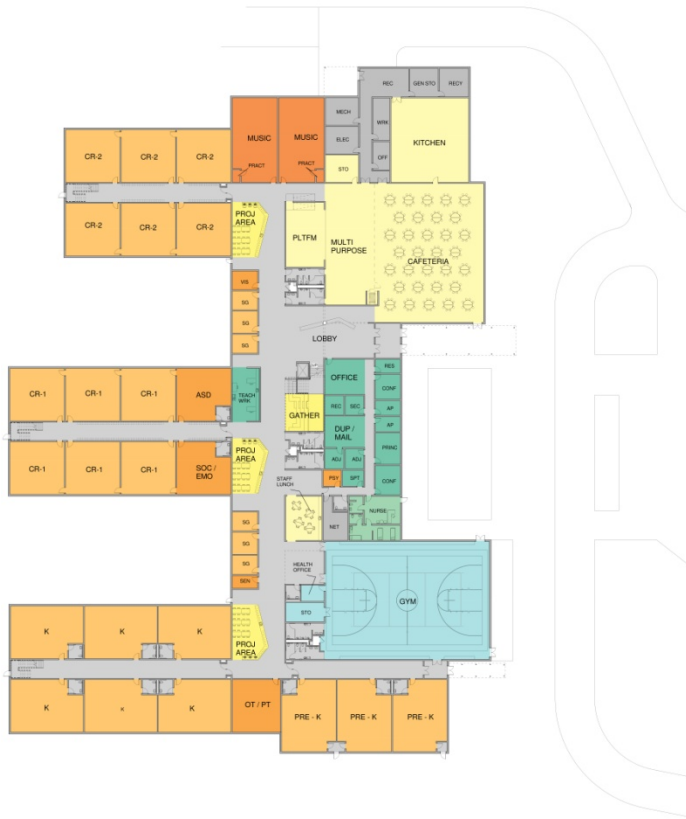 REC
GEN STO
RECY
MECH
WRK
MUSIC
MUSIC
ELEC
KITCHEN
CR-2
CR-2
CR-2
OFF
PRACT
PRACT
STO
PROJ
AREA
CR-2
CR-2
CR-2
PLTFM
MULTI
PURPOSE
CAFETERIA
VIS
SG
SG
SG
LOBBY
OFFICE
RES
CONF
CR-1
CR-1
CR-1
ASD
TEACH
WRK
REC
SEC
AP
GATHER
AP
DUP /
MAIL
PROJ
AREA
PRINC
ADJ
ADJ
CR-1
CR-1
CR-1
SOC /
EMO
STAFF
LUNCH
PSY
SPT
CONF
NURSE
SG
NET
SG
SG
HEALTH
OFFICE
SEN
GYM
STO
K
K
K
PROJ
AREA
K
K
K
OT / PT
PRE - K
PRE - K
PRE - K